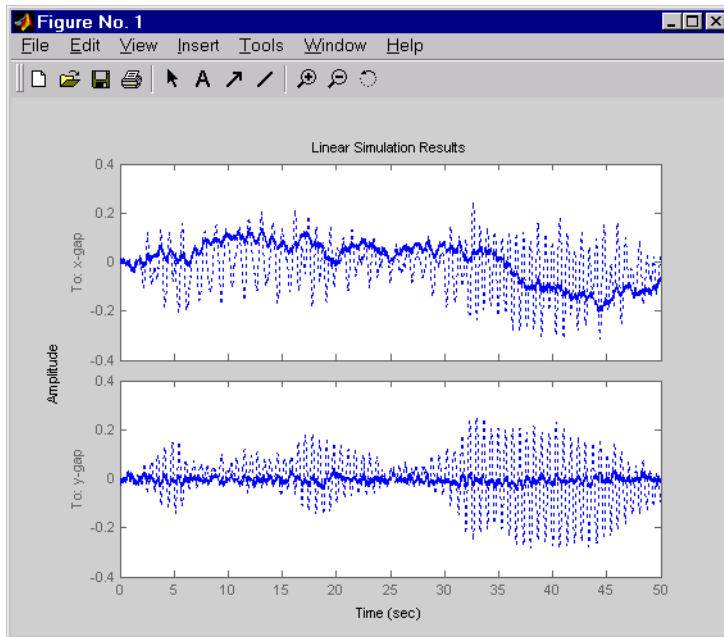 Figure No. 1
File Edit View Insert Tools Window Help
A
Linear Simulation Results
Amplitude
To: x-gap
0.4
0.2
0
-0.2
-0.4
To: y-gap
0.4
0.2
0
-0.2
-0.4
0 5 10 15 20 25 30 35 40 45 50
Time (sec)